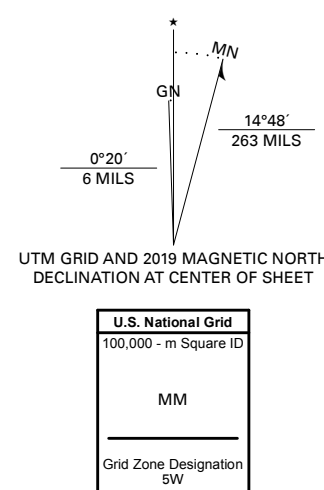 ★
MN
GN
14°48´
263 MILS
0°20´
6 MILS
UTM GRID AND 2019 MAGNETIC NORTH
DECLINATION AT CENTER OF SHEET
U.S. National Grid
100,000 - m Square ID
MM
Grid Zone Designation
5W